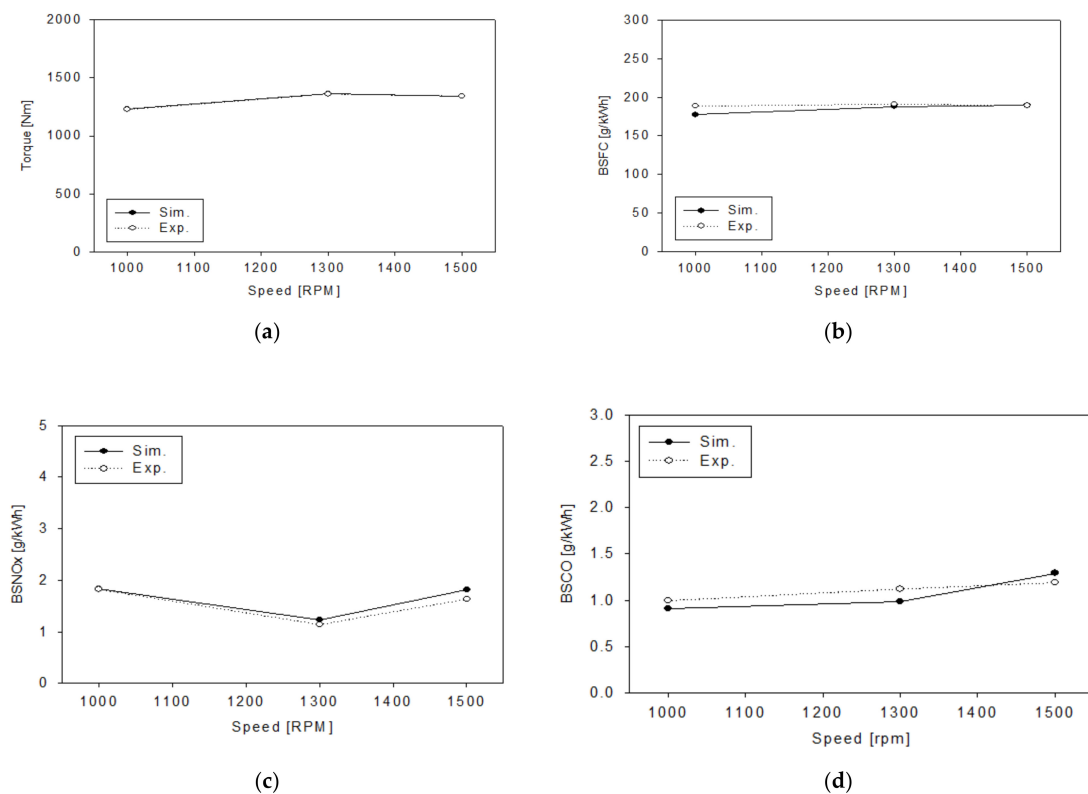 2000
1500
1000
500
0
Torque [Nm]
Sim.
Exp.
1000 1100 1200 1300 1400 1500
Speed [RPM]
(a)
300
250
200
150
100
50
0
BSFC [g/kWh]
Sim.
Exp.
1000 1100 1200 1300 1400 1500
Speed [RPM]
(b)
5
4
3
2
1
0
BSNOx [g/kWh]
Sim.
Exp.
1000 1100 1200 1300 1400 1500
Speed [RPM]
(c)
3.0
2.5
2.0
1.5
1.0
0.5
0.0
BSCO [g/kWh]
Sim.
Exp.
1000 1100 1200 1300 1400 1500
Speed [rpm]
(d)